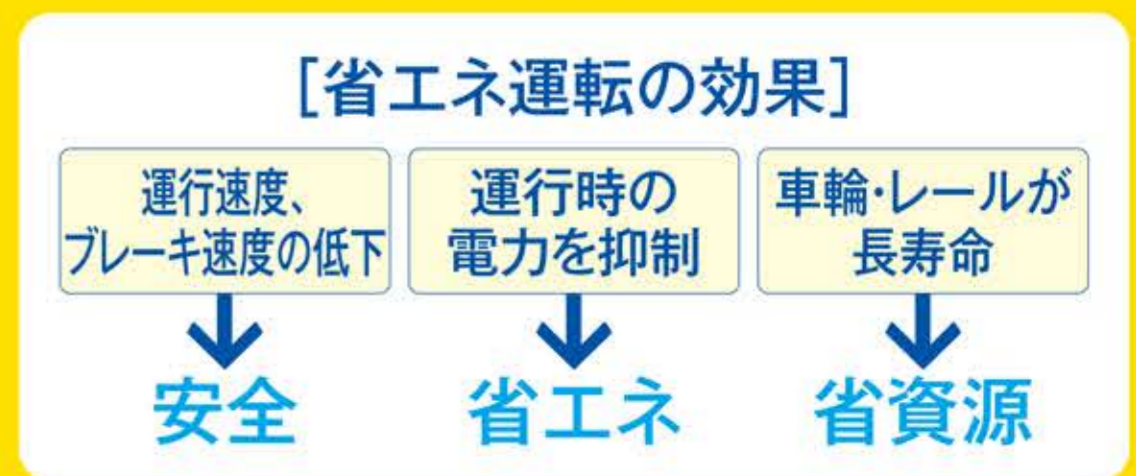 [省エネ運転の効果]
運行速度、
ブレーキ速度の低下
運行時の
電力を抑制
車輪・レールが
長寿命
安全
省エネ
省資源